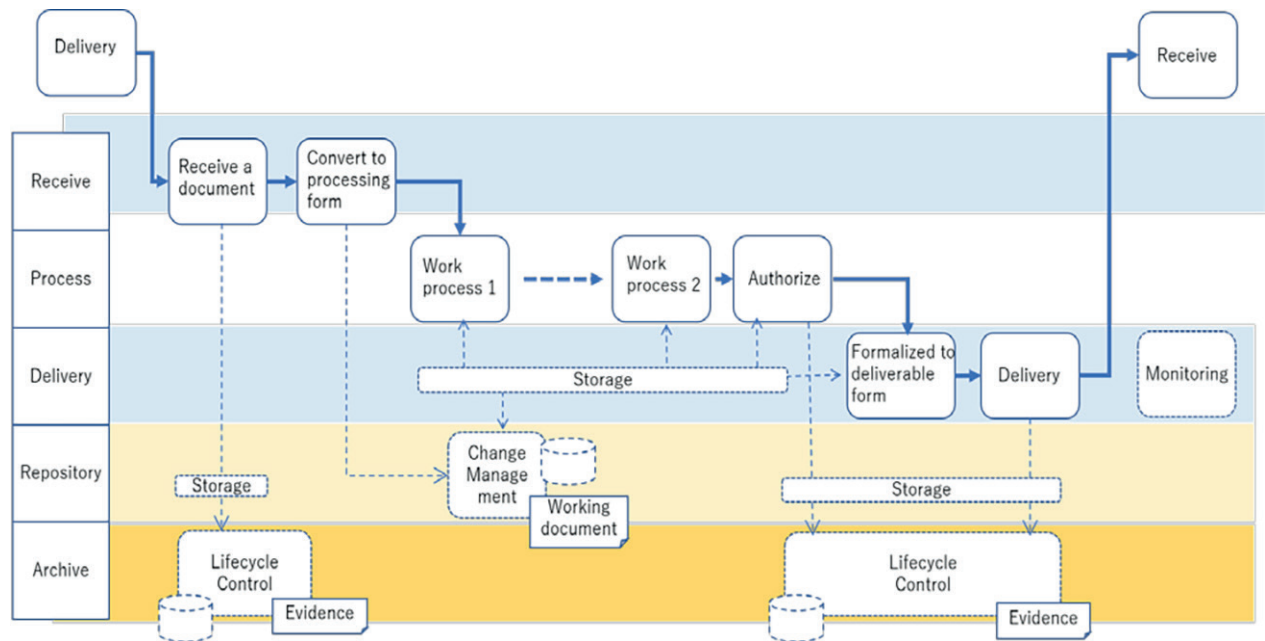 Delivery
Receive
Receive
Receive a
document
Convert to
processing
form
Process
Work
process 1
Work
process 2
Authorize
Delivery
Storage
Formalized to
deliverable
form
Delivery
Monitoring
Repository
Storage
Change
Manage
ment
Working
document
Storage
Archive
Lifecycle
Control
Evidence
Lifecycle
Control
Evidence